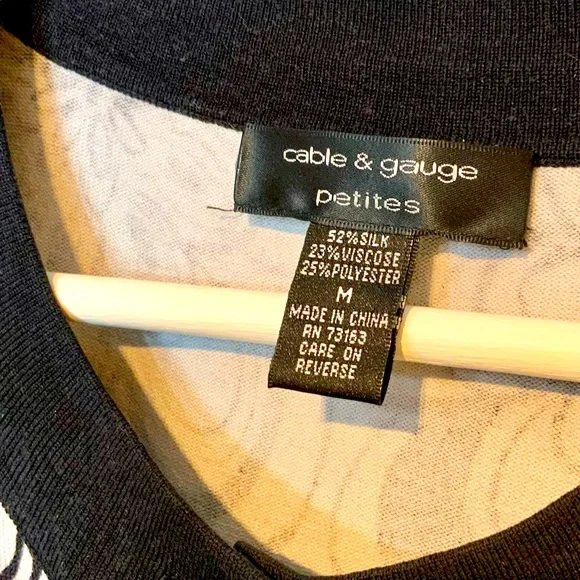 cable & gauge
petites
52%SILK
23%VISCOSE
25%POLYESTER
M
MADE IN CHINA
RN 73163
CARE ON
REVERSE